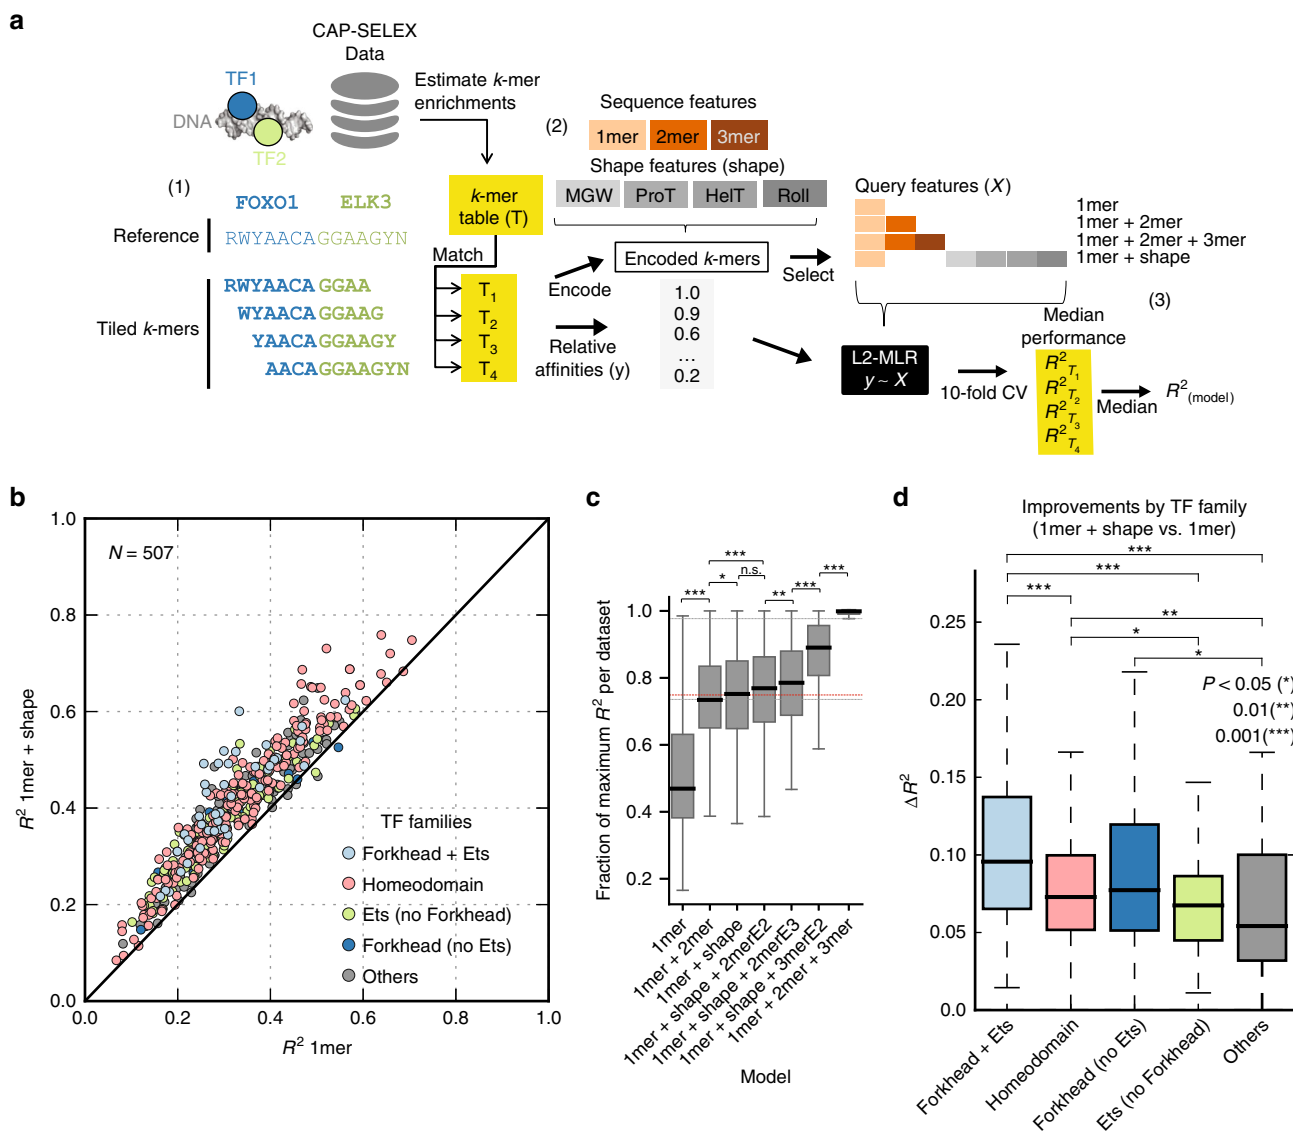 a
CAP-SELEX
Data
TF1
DNA
TF2
Estimate k-mer
enrichments
(1)
FOXO1 ELK3
Reference
RWYAACAGGAAGYN
Tiled k-mers
RWYAACAGGAA
WYAACAGGAAG
YAACAGGAAGY
AACAGGAAGYN
k-mer
table (T)
Match
T1
T2
T3
T4
(2)
Sequence features
1mer 2mer 3mer
Shape features (shape)
MGW ProT HelT Roll
Encode
Encoded k-mers
Relative
affinities (y)
1.0
0.9
0.6
...
0.2
Select
Query features (X)
1mer
1mer + 2mer
1mer + 2mer + 3mer
1mer + shape
(3)
L2-MLR
y ~ X
10-fold CV
Median
performance
R2T1
R2T2
R2T3
R2T4
Median
R2(model)
b
N = 507
R2 1mer + shape
1.0
0.8
0.6
0.4
0.2
0.0
0.0 0.2 0.4 0.6 0.8 1.0
R2 1mer
TF families
Forkhead + Ets
Homeodomain
Ets (no Forkhead)
Forkhead (no Ets)
Others
c
Fraction of maximum R2 per dataset
1.0
0.8
0.6
0.4
0.2
***
***
*
n.s.
**
***
***
1mer
1mer + 2mer
1mer + shape
1mer + shape + 2merE2
1mer + shape + 2merE3
1mer + shape + 3merE2
1mer + 2mer + 3mer
Model
d
Improvements by TF family
(1mer + shape vs. 1mer)
***
***
***
**
*
*
P < 0.05 (*)
0.01(**)
0.001(***)
ΔR2
0.25
0.20
0.15
0.10
0.05
0.0
Forkhead + Ets
Homeodomain
Forkhead (no Ets)
Ets (no Forkhead)
Others